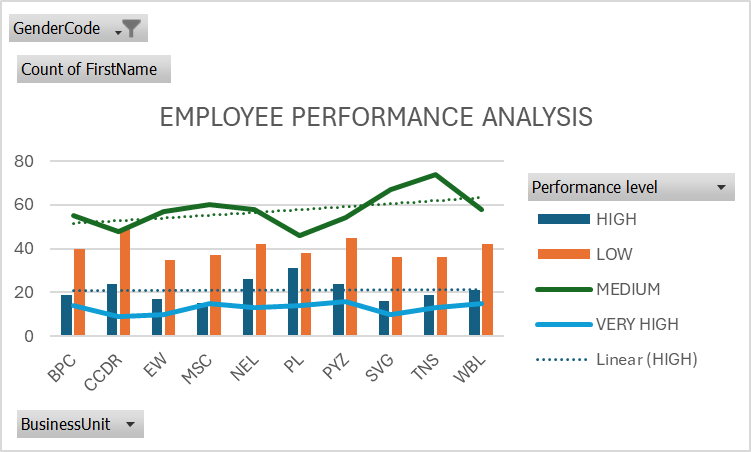 GenderCode
Count of FirstName
EMPLOYEE PERFORMANCE ANALYSIS
80
60
40
20
0
BPC
CCDR
EW
MSC
NEL
PL
PYZ
SVG
TNS
WBL
Performance level
HIGH
LOW
MEDIUM
VERY HIGH
Linear (HIGH)
BusinessUnit